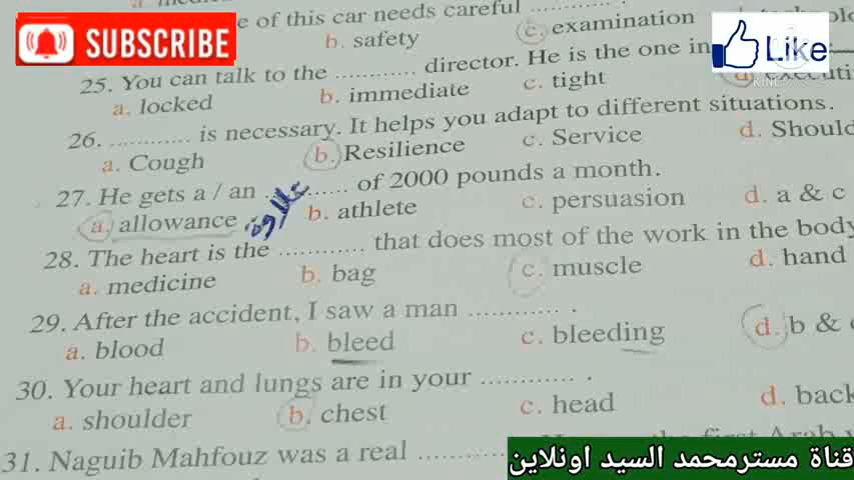 e of this car needs careful ............
b. safety
c. examination
SUBSCRIBE
Like
25. You can talk to the ............ director. He is the one in
a. locked
b. immediate
c. tight
26. ............ is necessary. It helps you adapt to different situations.
a. Cough
b. Resilience
c. Service
d. Should
27. He gets a / an ............ of 2000 pounds a month.
a. allowance
علاوة
b. athlete
c. persuasion
d. a & c
28. The heart is the ............ that does most of the work in the body
a. medicine
b. bag
c. muscle
d. hand
29. After the accident, I saw a man ............ .
a. blood
b. bleed
c. bleeding
d. b & c
30. Your heart and lungs are in your ............ .
a. shoulder
b. chest
c. head
d. back
31. Naguib Mahfouz was a real ............
the first Arab
قناة مسترمحمد السيد اونلاين